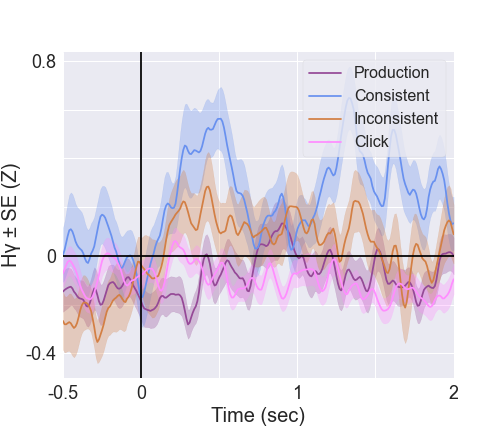 0.8
0
-0.4
Hγ ± SE (Z)
Production
Consistent
Inconsistent
Click
-0.5
0
1
2
Time (sec)